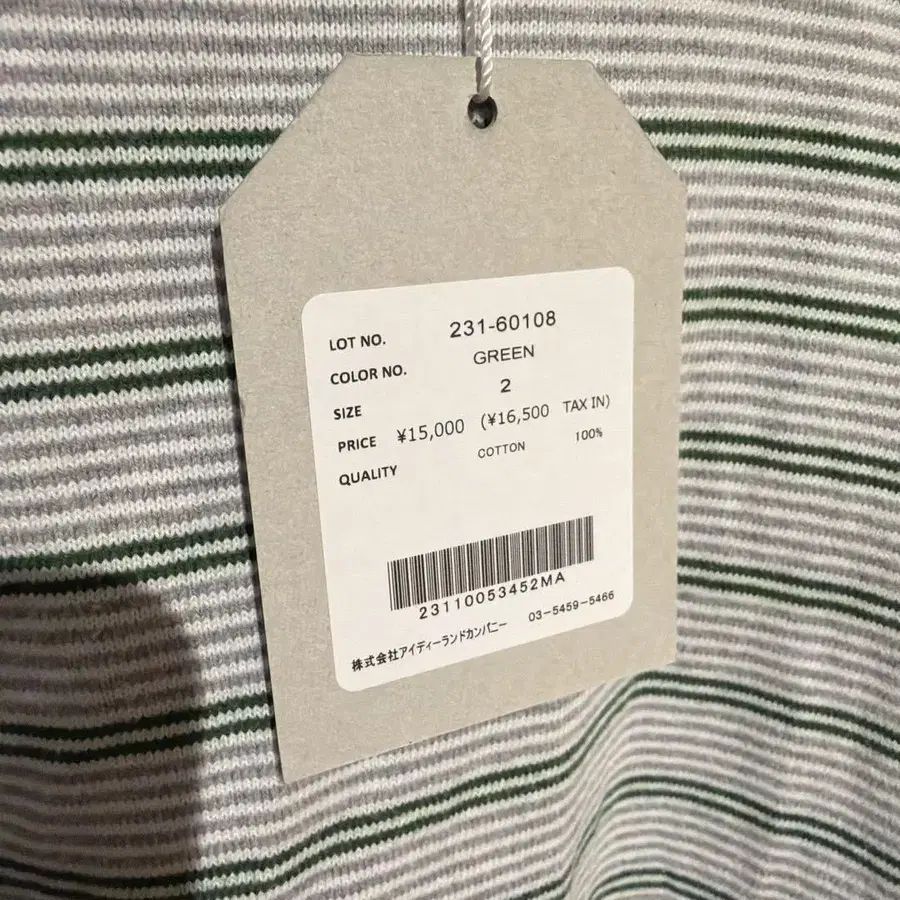 LOT NO. 231-60108
COLOR NO. GREEN
SIZE 2
PRICE ¥15,000 (¥16,500 TAX IN)
QUALITY COTTON 100%
23110053452MA
株式会社アイディーランドカンパニー 03-5459-5466